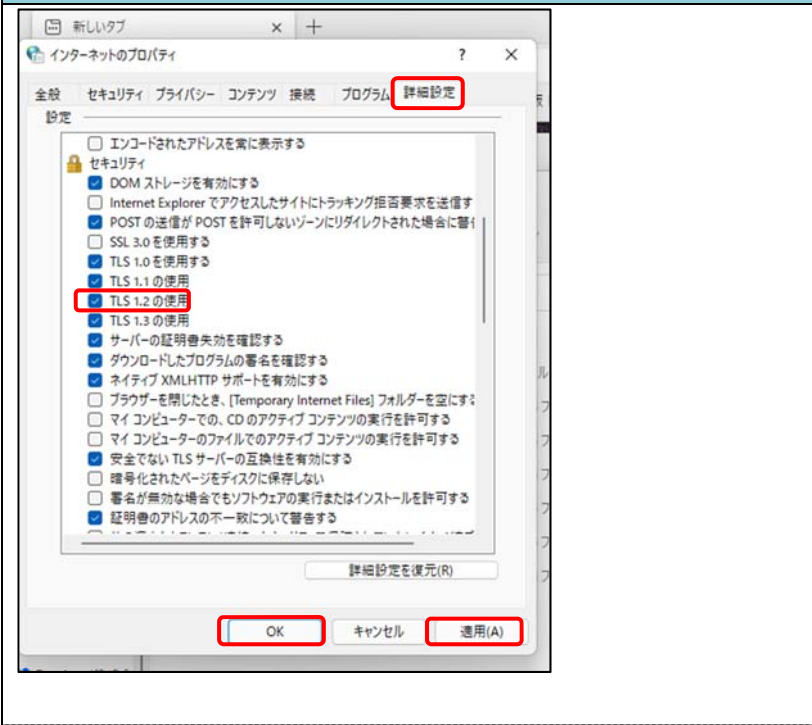 新しいタブ
インターネットのプロパティ
全般 セキュリティ プライバシー コンテンツ 接続 プログラム 詳細設定
設定
エンコードされたアドレスを常に表示する
セキュリティ
DOM ストレージを有効にする
Internet Explorer でアクセスしたサイトにトラッキング拒否要求を送信す
POST の送信が POST を許可しないゾーンにリダイレクトされた場合に警
SSL 3.0 を使用する
TLS 1.0 を使用する
TLS 1.1 の使用
TLS 1.2 の使用
TLS 1.3 の使用
サーバーの証明書失効を確認する
ダウンロードしたプログラムの署名を確認する
ネイティブ XMLHTTP サポートを有効にする
ブラウザーを閉じたとき、[Temporary Internet Files] フォルダーを空にす
マイ コンピューターでの、CD のアクティブ コンテンツの実行を許可する
マイ コンピューターのファイルでのアクティブ コンテンツの実行を許可する
安全でない TLS サーバーの互換性を有効にする
暗号化されたページをディスクに保存しない
署名が無効な場合でもソフトウェアの実行またはインストールを許可する
証明書のアドレスの不一致について警告する
詳細設定を復元(R)
OK キャンセル 適用(A)